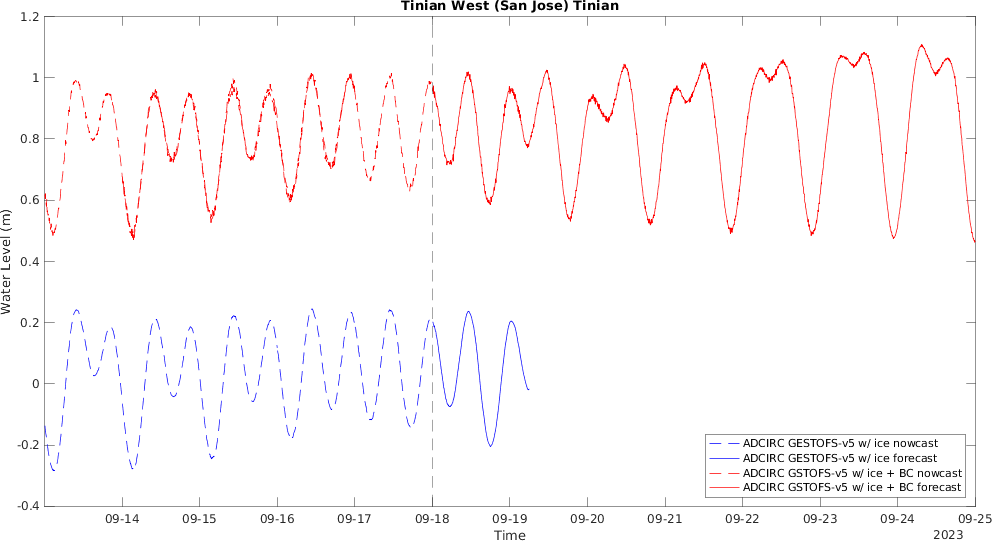 Tinian West (San Jose) Tinian
1.2
1
0.8
0.6
0.4
0.2
0
-0.2
-0.4
Water Level (m)
ADCIRC GESTOFS-v5 w/ ice nowcast
ADCIRC GESTOFS-v5 w/ ice forecast
ADCIRC GSTOFS-v5 w/ ice + BC nowcast
ADCIRC GSTOFS-v5 w/ ice + BC forecast
09-14 09-15 09-16 09-17 09-18 09-19 09-20 09-21 09-22 09-23 09-24 09-25
Time
2023